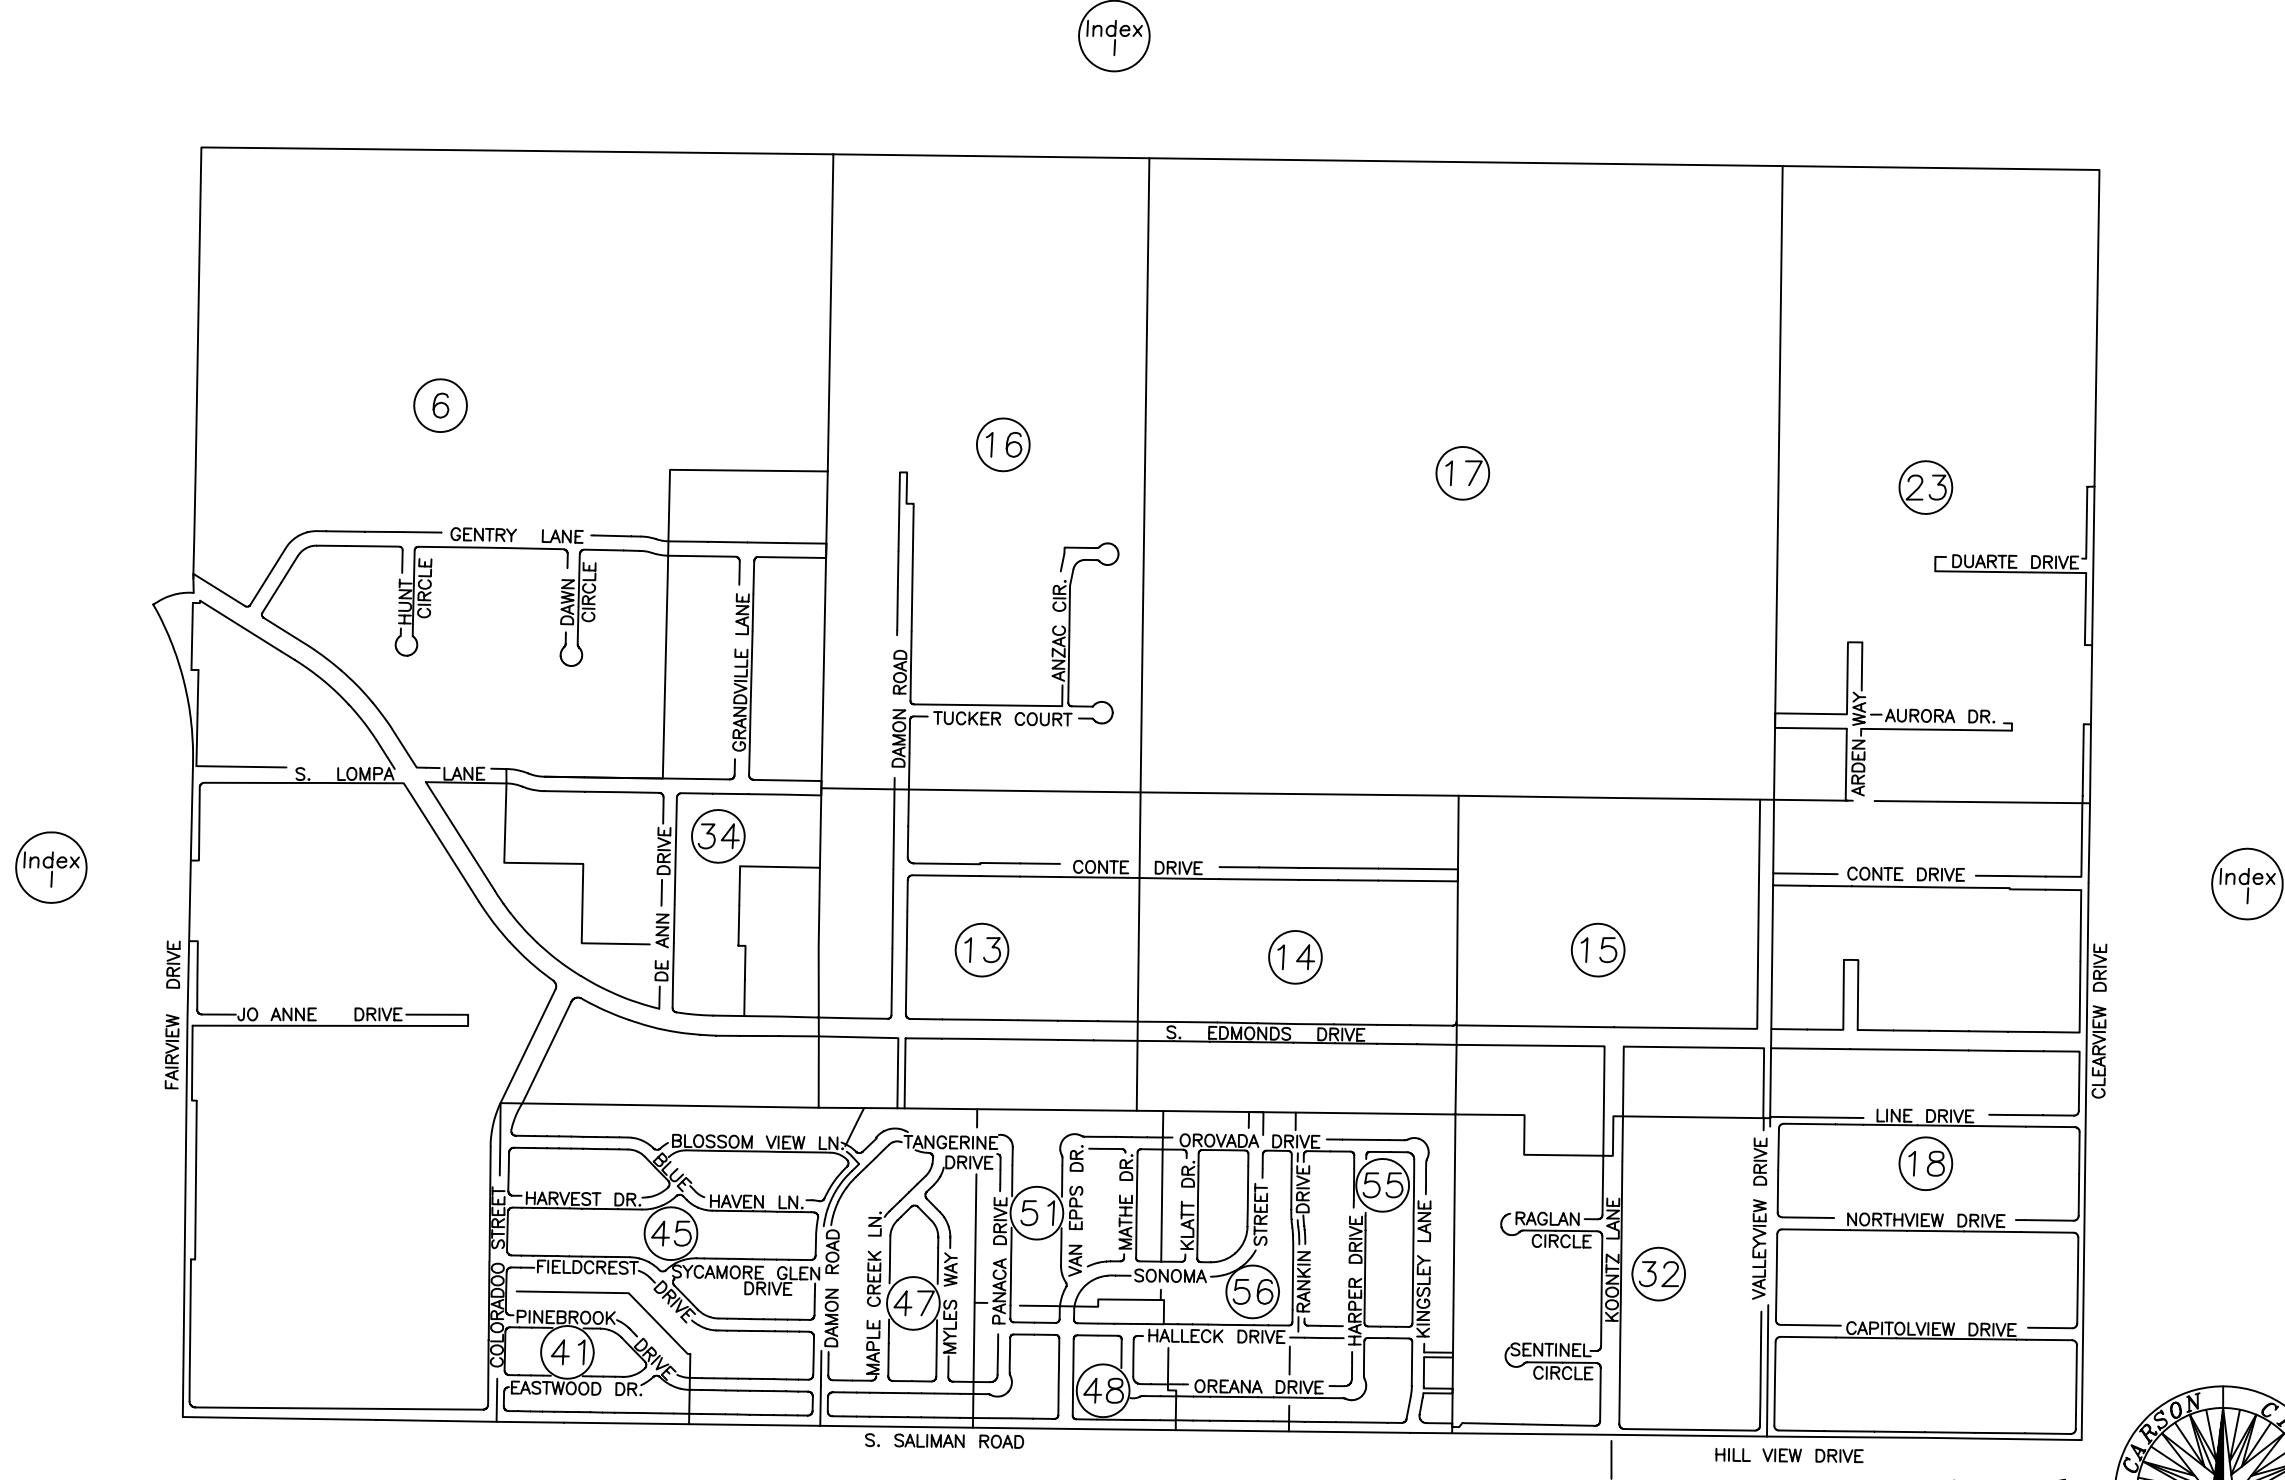 Index
1
6
16
17
23
GENTRY LANE
HUNT
CIRCLE
DAWN
CIRCLE
GRANDVILLE LANE
DAMON ROAD
ANZAC CIR.
TUCKER COURT
DUARTE DRIVE
ARDEN WAY
AURORA DR.
S. LOMPA LANE
34
DE ANN DRIVE
Index
1
CONTE DRIVE
CONTE DRIVE
Index
1
13
14
15
FAIRVIEW DRIVE
JO ANNE DRIVE
S. EDMONDS DRIVE
CLEARVIEW DRIVE
LINE DRIVE
BLOSSOM VIEW LN.
TANGERINE
DRIVE
OROVADA DRIVE
BLUE
HAVEN LN.
HARVEST DR.
COLORADOO STREET
45
FIELDCREST
DRIVE
SYCAMORE GLEN
DRIVE
PINEBROOK
DRIVE
41
EASTWOOD DR.
DAMON ROAD
MAPLE CREEK LN.
47
MYLES WAY
PANACA DRIVE
51
VAN EPPS DR.
MATHE DR.
KLATT DR.
STREET
SONOMA
56
RANKIN DRIVE
HARPER DRIVE
55
KINGSLEY LANE
HALLECK DRIVE
48
OREANA DRIVE
RAGLAN
CIRCLE
KOONTZ LANE
32
SENTINEL
CIRCLE
VALLEYVIEW DRIVE
18
NORTHVIEW DRIVE
CAPITOLVIEW DRIVE
S. SALIMAN ROAD
HILL VIEW DRIVE
CARSON